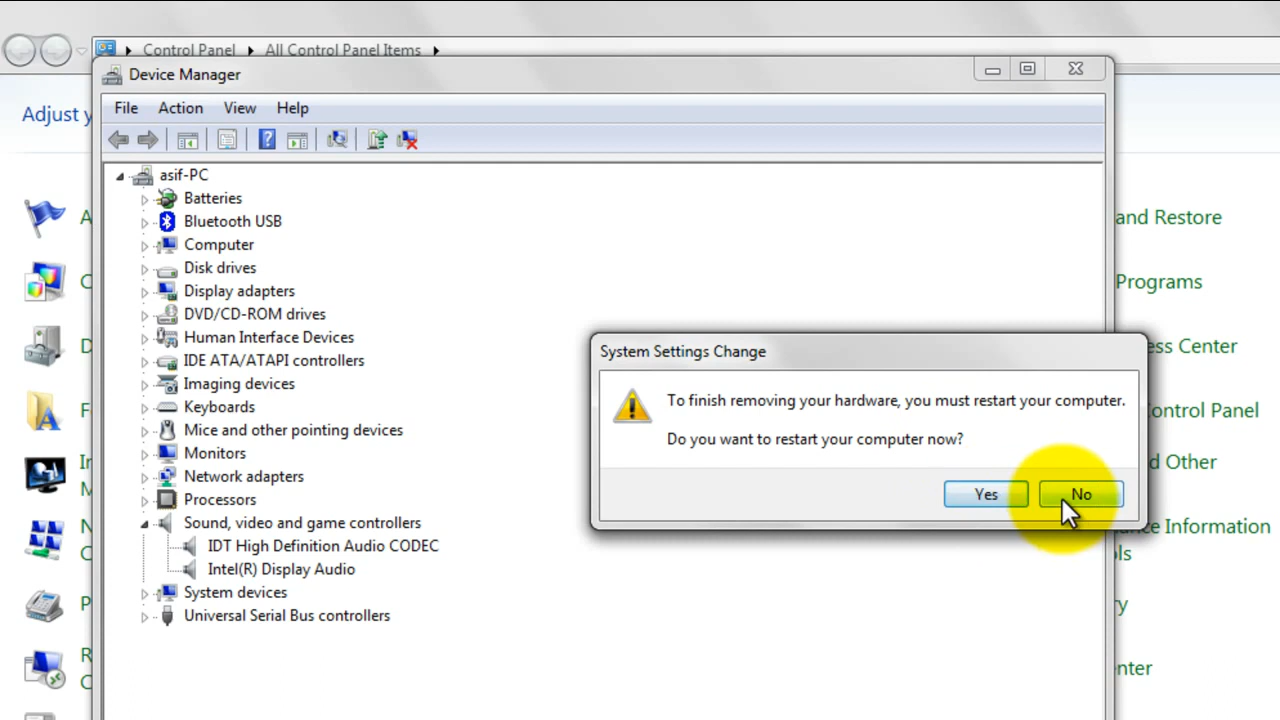 Control Panel
All Control Panel Items
Adjust y
Device Manager
File Action View Help
asif-PC
Batteries
Bluetooth USB
Computer
Disk drives
Display adapters
DVD/CD-ROM drives
Human Interface Devices
IDE ATA/ATAPI controllers
Imaging devices
Keyboards
Mice and other pointing devices
Monitors
Network adapters
Processors
Sound, video and game controllers
IDT High Definition Audio CODEC
Intel(R) Display Audio
System devices
Universal Serial Bus controllers
System Settings Change
To finish removing your hardware, you must restart your computer.
Do you want to restart your computer now?
Yes No
A
C
D
F
In
M
N
C
P
R
C
and Restore
Programs
ess Center
ontrol Panel
d Other
nce Information
ols
ry
enter